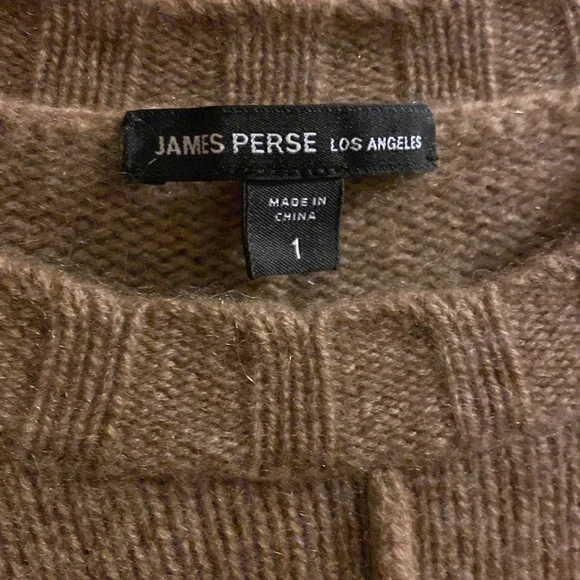 JAMES PERSE LOS ANGELES
MADE IN
CHINA
1